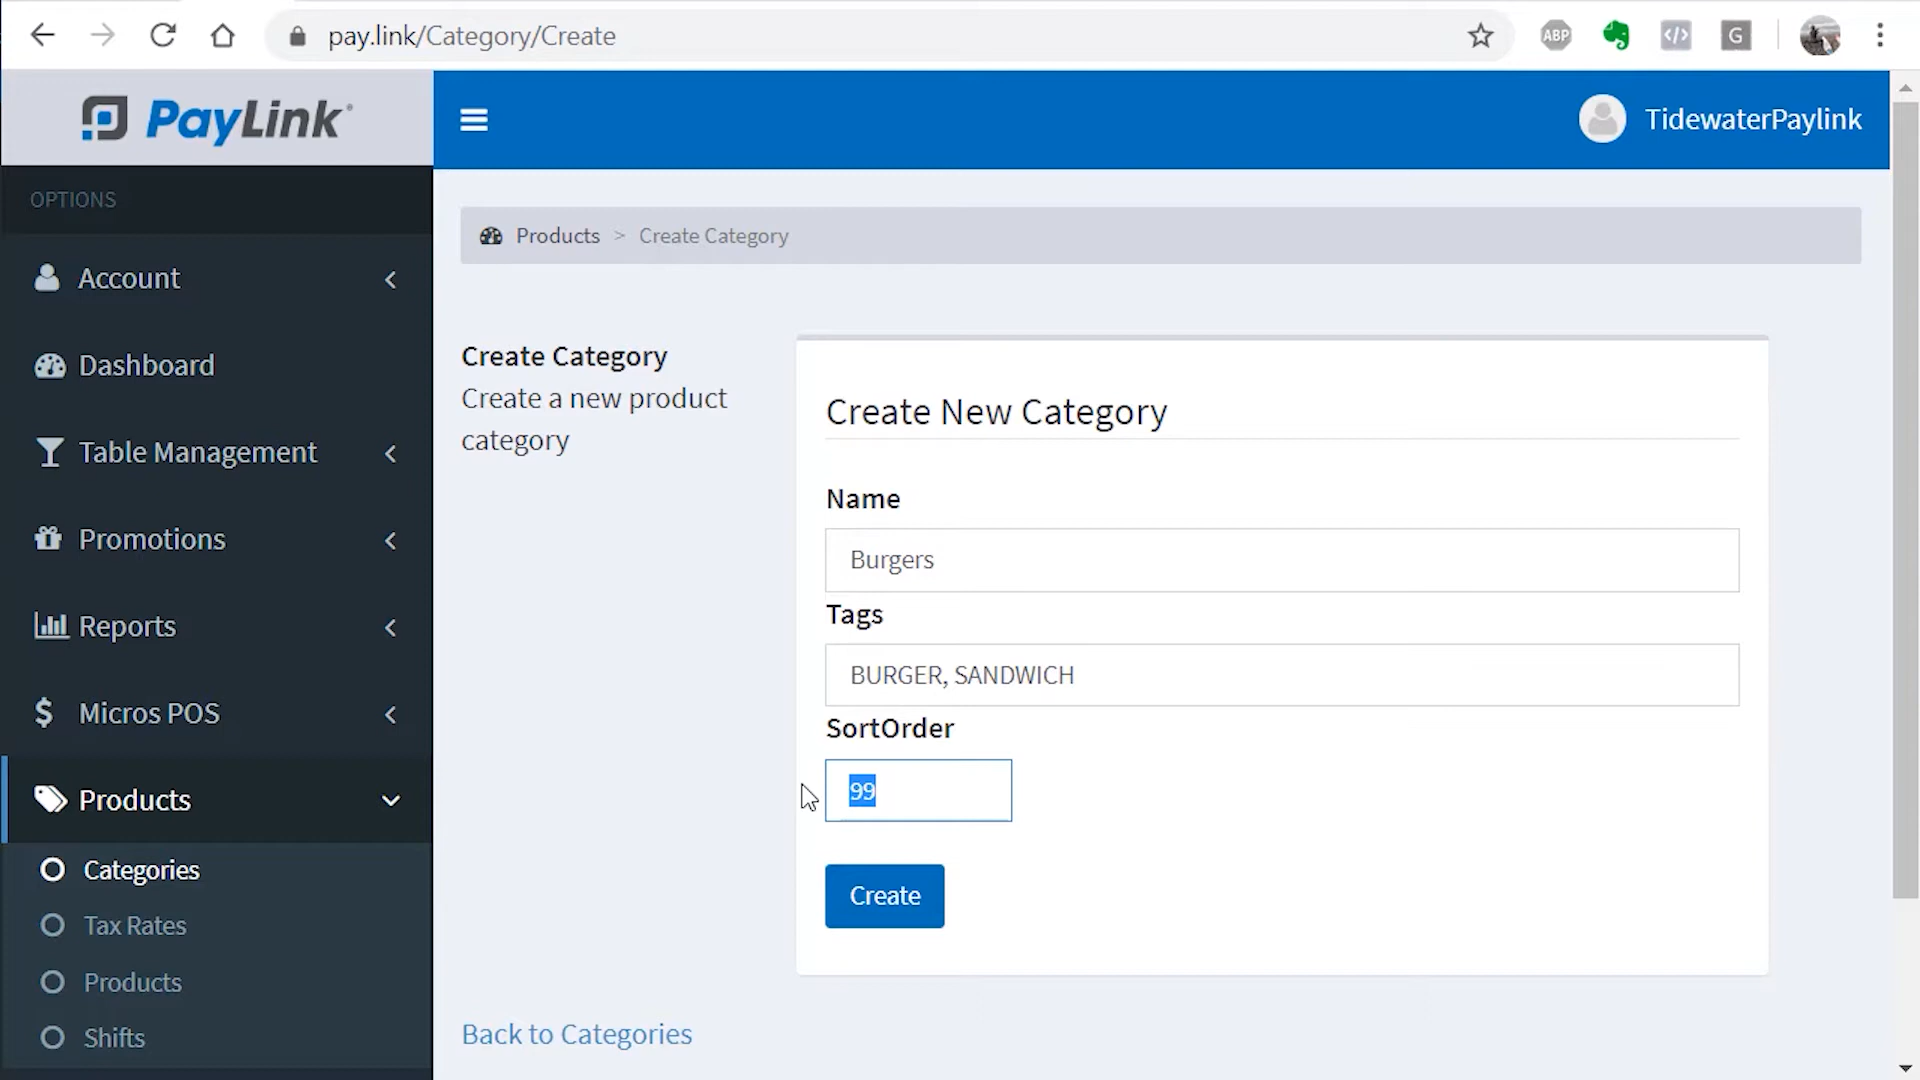 pay.link/Category/Create
ABP
G
PayLink
TidewaterPaylink
OPTIONS
Account
Dashboard
Table Management
Promotions
Reports
Micros POS
Products
Categories
Tax Rates
Products
Shifts
Products > Create Category
Create Category
Create a new product
category
Create New Category
Name
Burgers
Tags
BURGER, SANDWICH
SortOrder
99
Create
Back to Categories